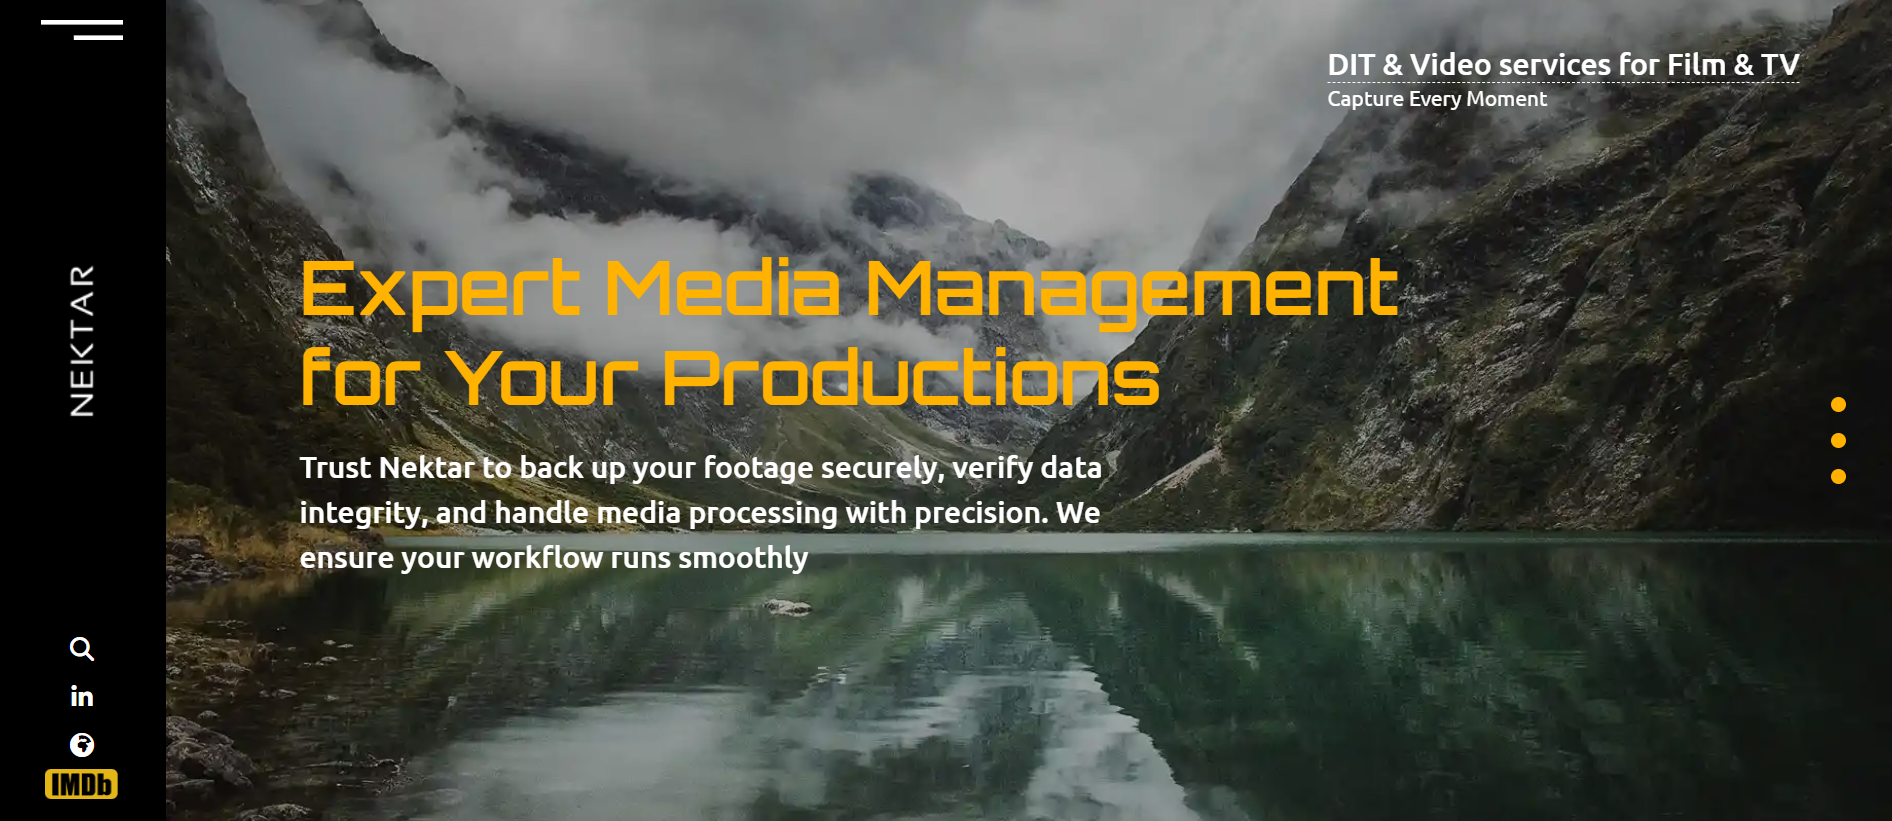 DIT & Video services for Film & TV
Capture Every Moment
NEKTAR
Expert Media Management
for Your Productions
Trust Nektar to back up your footage securely, verify data
integrity, and handle media processing with precision. We
ensure your workflow runs smoothly
in
IMDb